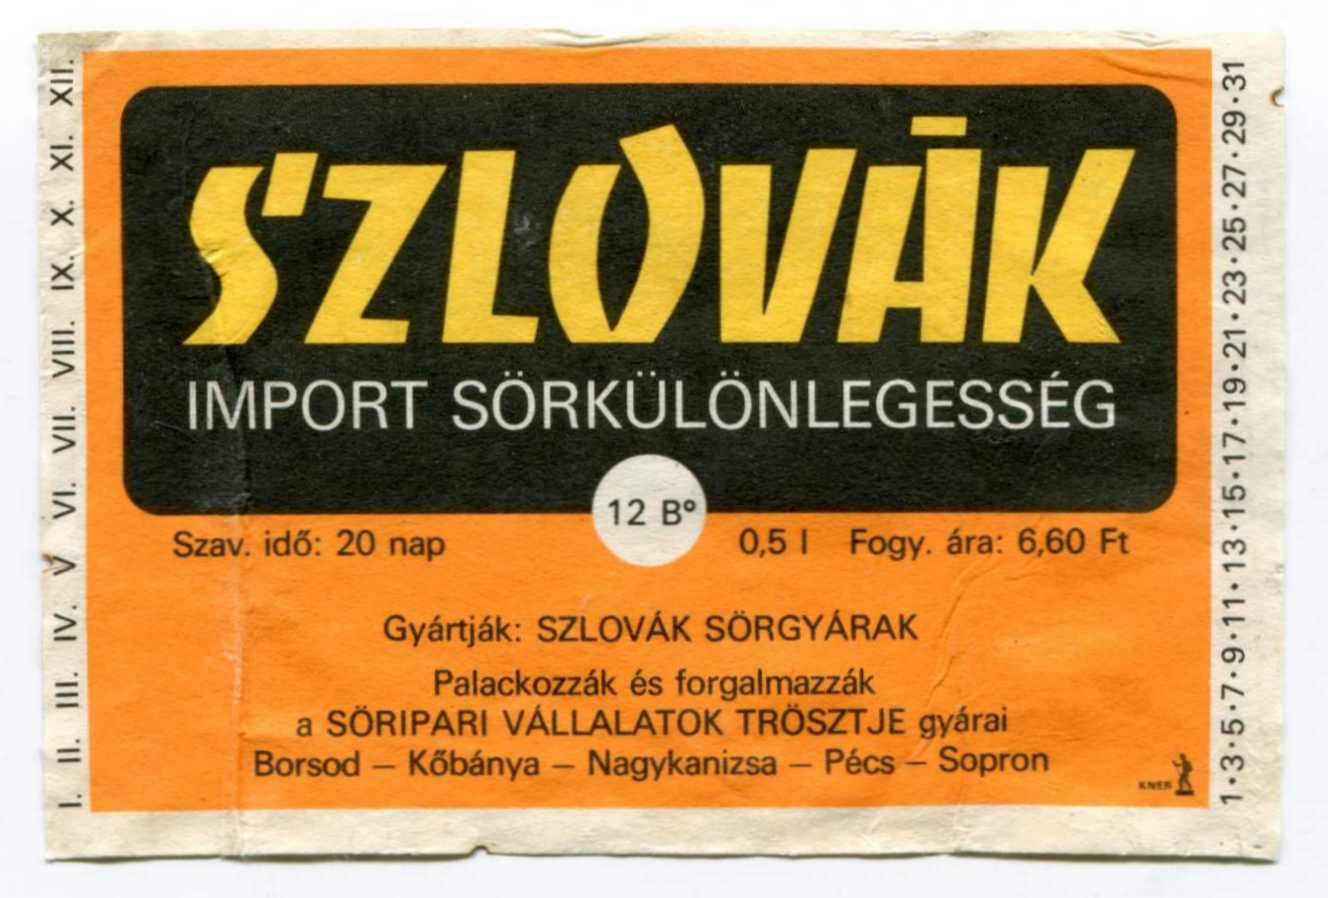 SZLOVÁK
IMPORT SÖRKÜLÖNLEGESSÉG
12 B°
Szav. idő: 20 nap
0,5 l Fogy. ára: 6,60 Ft
Gyártják: SZLOVÁK SÖRGYÁRAK
Palackozzák és forgalmazzák
a SÖRIPARI VÁLLALATOK TRÖSZTJE gyárai
Borsod – Kőbánya – Nagykanizsa – Pécs – Sopron
KNER
I. II. III. IV. V VI. VII. VIII. IX. X. XI. XII.
1·3·5·7·9·11·13·15·17·19·21·23·25·27·29·31